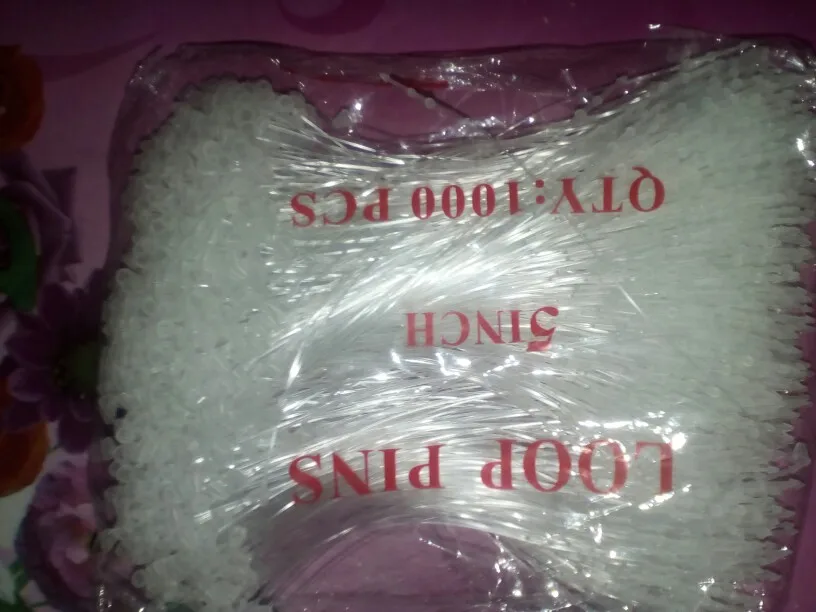 LOOP PINS
5INCH
QTY:1000 PCS